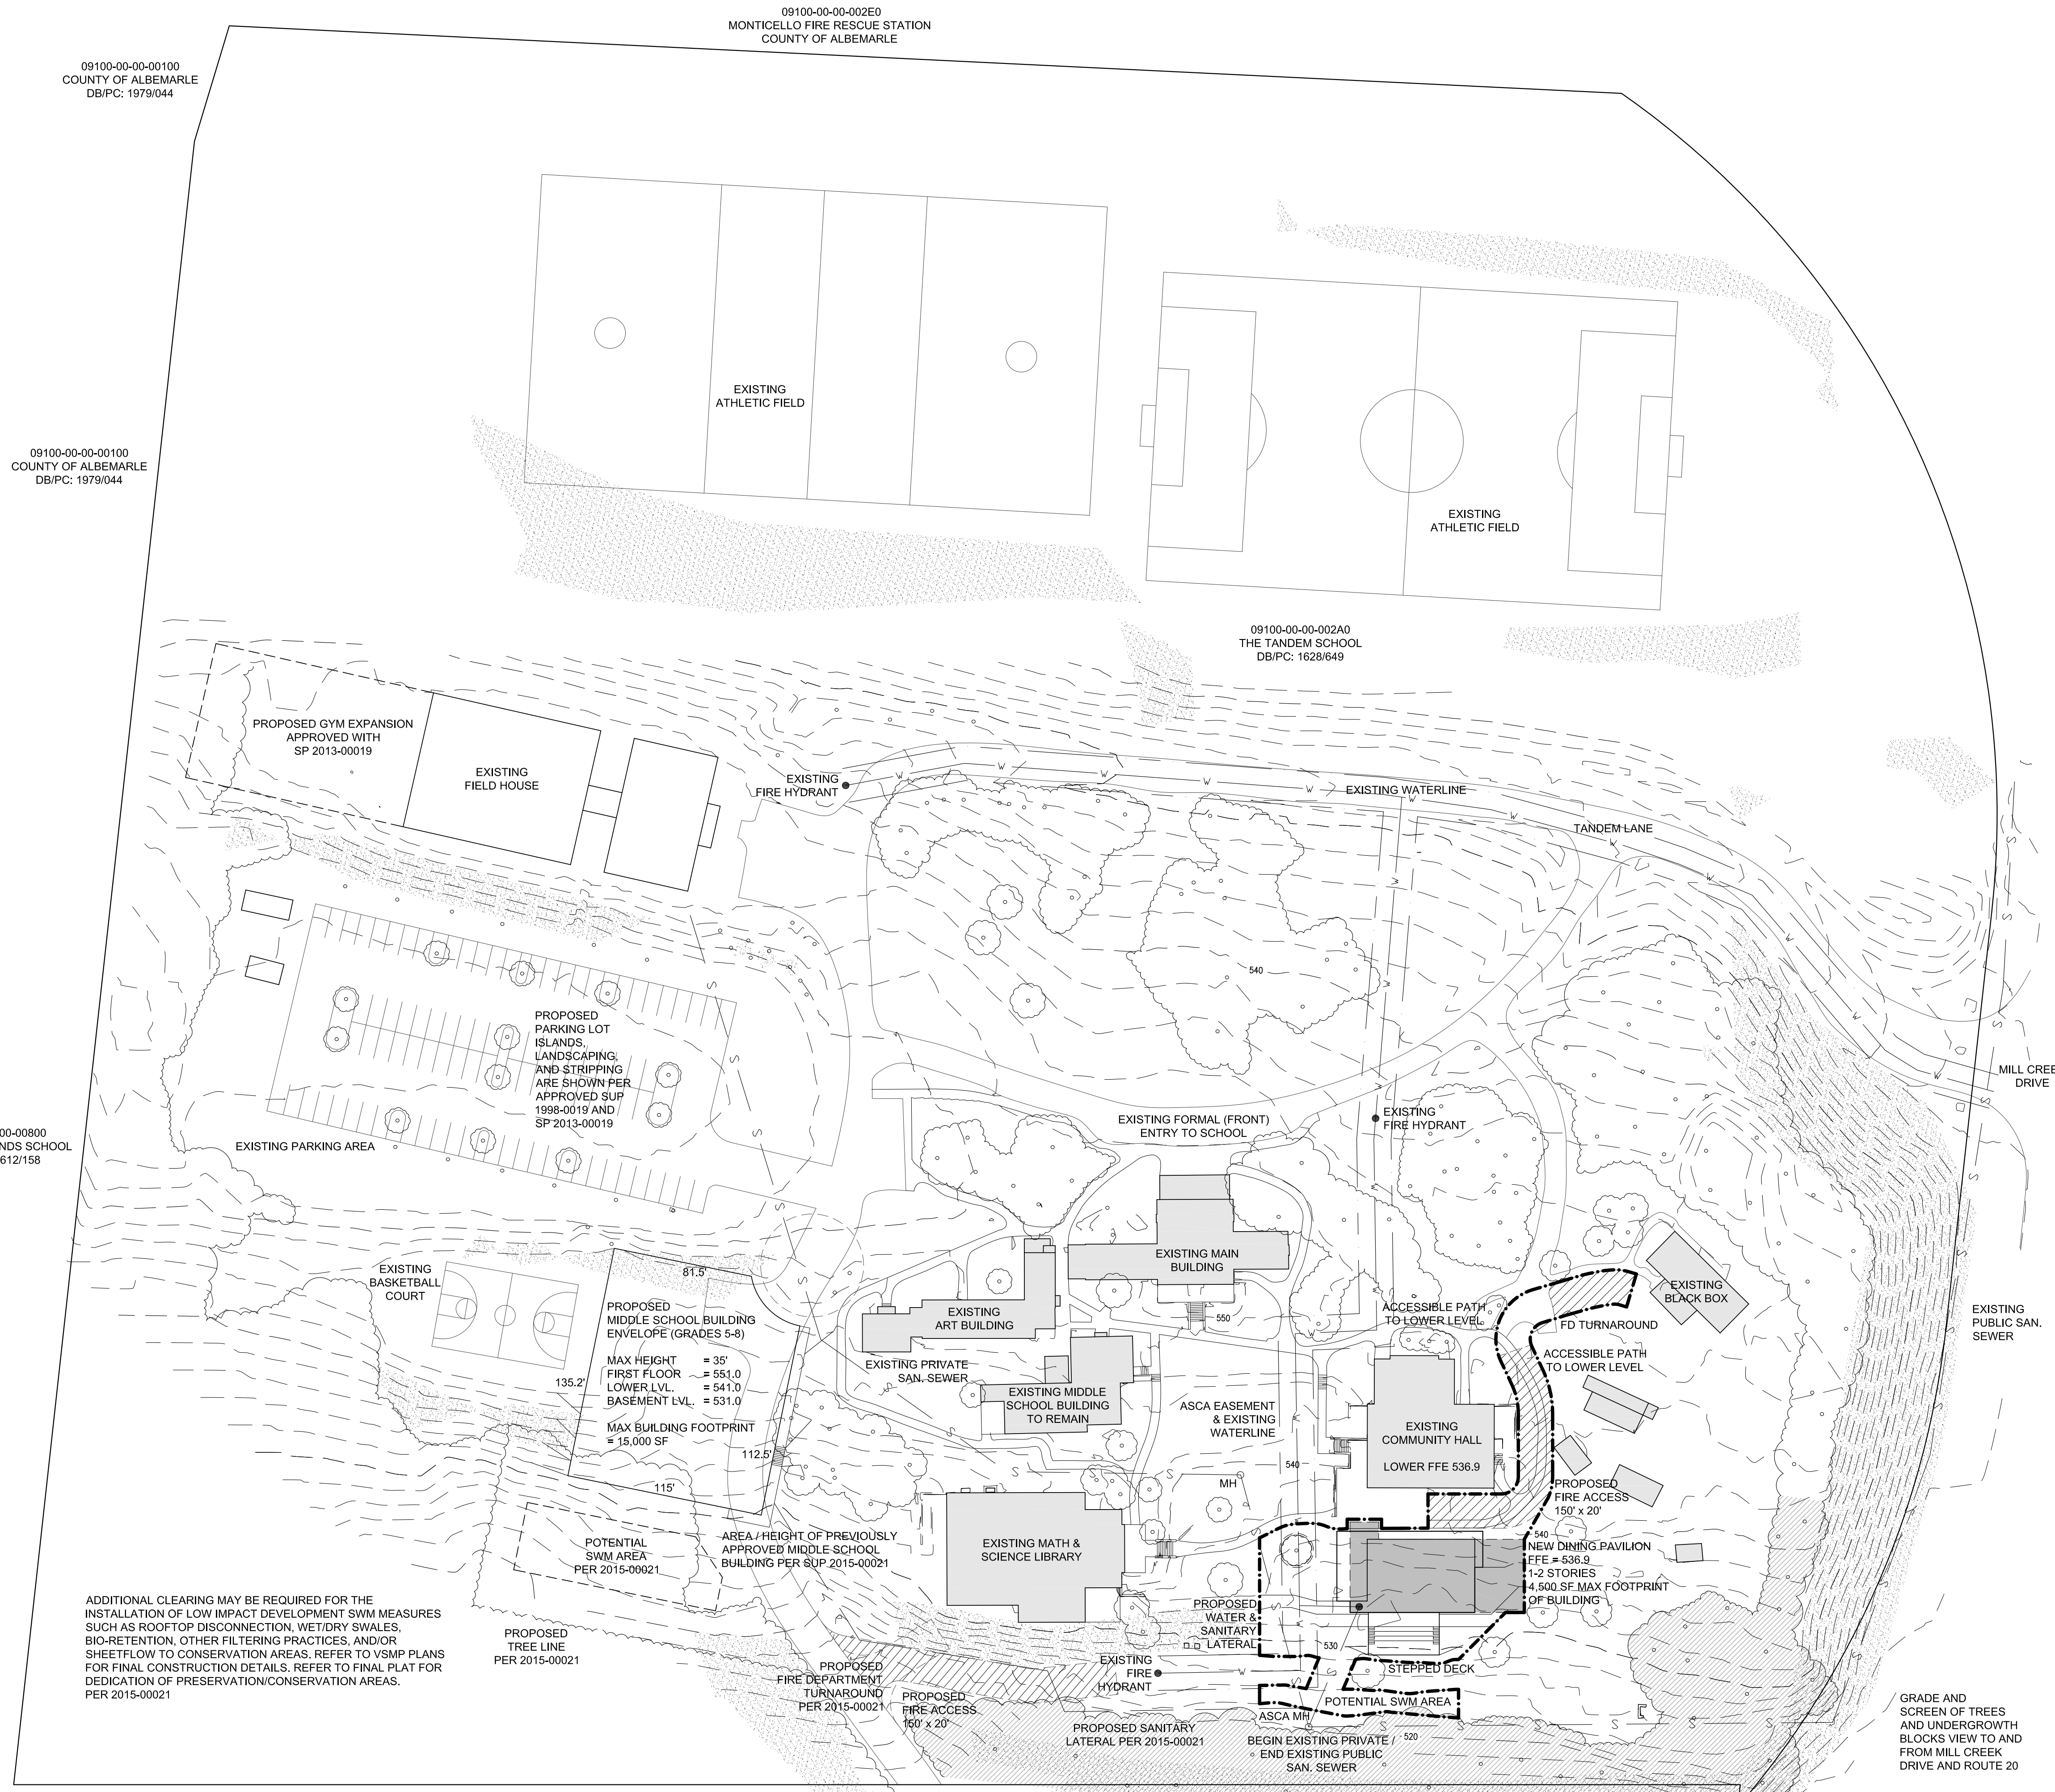 09100-00-00-002E0
MONTICELLO FIRE RESCUE STATION
COUNTY OF ALBEMARLE
09100-00-00-00100
COUNTY OF ALBEMARLE
DB/PC: 1979/044
09100-00-00-00100
COUNTY OF ALBEMARLE
DB/PC: 1979/044
EXISTING
ATHLETIC FIELD
EXISTING
ATHLETIC FIELD
09100-00-00-002A0
THE TANDEM SCHOOL
DB/PC: 1628/649
PROPOSED GYM EXPANSION
APPROVED WITH
SP 2013-00019
EXISTING
FIELD HOUSE
EXISTING
FIRE HYDRANT
W
W
W
W
W
EXISTING WATERLINE
W
W
TANDEM LANE
W
W
W
W
W
W
S
S
S
S
540
PROPOSED
PARKING LOT
ISLANDS,
LANDSCAPING,
AND STRIPPING
ARE SHOWN PER
APPROVED SUP
1998-0019 AND
SP 2013-00019
MILL CREE
DRIVE
00-00800
NDS SCHOOL
612/158
EXISTING PARKING AREA
EXISTING FORMAL (FRONT)
ENTRY TO SCHOOL
EXISTING
FIRE HYDRANT
EXISTING
BASKETBALL
COURT
81.5'
PROPOSED
MIDDLE SCHOOL BUILDING
ENVELOPE (GRADES 5-8)
MAX HEIGHT = 35'
FIRST FLOOR = 551.0
LOWER LVL. = 541.0
BASEMENT LVL. = 531.0
MAX BUILDING FOOTPRINT
= 15,000 SF
135.2'
112.5'
115'
EXISTING
ART BUILDING
EXISTING MAIN
BUILDING
550
EXISTING PRIVATE
SAN. SEWER
EXISTING MIDDLE
SCHOOL BUILDING
TO REMAIN
ACCESSIBLE PATH
TO LOWER LEVEL
EXISTING
BLACK BOX
FD TURNAROUND
ACCESSIBLE PATH
TO LOWER LEVEL
EXISTING
PUBLIC SAN.
SEWER
ASCA EASEMENT
& EXISTING
WATERLINE
EXISTING
COMMUNITY HALL
LOWER FFE 536.9
540
MH
PROPOSED
FIRE ACCESS
150' x 20'
540
NEW DINING PAVILION
FFE = 536.9
1-2 STORIES
4,500 SF MAX FOOTPRINT
OF BUILDING
POTENTIAL
SWM AREA
PER 2015-00021
AREA / HEIGHT OF PREVIOUSLY
APPROVED MIDDLE SCHOOL
BUILDING PER SUP 2015-00021
EXISTING MATH &
SCIENCE LIBRARY
ADDITIONAL CLEARING MAY BE REQUIRED FOR THE
INSTALLATION OF LOW IMPACT DEVELOPMENT SWM MEASURES
SUCH AS ROOFTOP DISCONNECTION, WET/DRY SWALES,
BIO-RETENTION, OTHER FILTERING PRACTICES, AND/OR
SHEETFLOW TO CONSERVATION AREAS. REFER TO VSMP PLANS
FOR FINAL CONSTRUCTION DETAILS. REFER TO FINAL PLAT FOR
DEDICATION OF PRESERVATION/CONSERVATION AREAS.
PER 2015-00021
PROPOSED
TREE LINE
PER 2015-00021
PROPOSED
WATER &
SANITARY
LATERAL
530
STEPPED DECK
PROPOSED
FIRE DEPARTMENT
TURNAROUND
PER 2015-00021
PROPOSED
FIRE ACCESS
150' x 20'
EXISTING
FIRE
HYDRANT
POTENTIAL SWM AREA
ASCA MH
PROPOSED SANITARY
LATERAL PER 2015-00021
BEGIN EXISTING PRIVATE /
END EXISTING PUBLIC
SAN. SEWER
520
GRADE AND
SCREEN OF TREES
AND UNDERGROWTH
BLOCKS VIEW TO AND
FROM MILL CREEK
DRIVE AND ROUTE 20